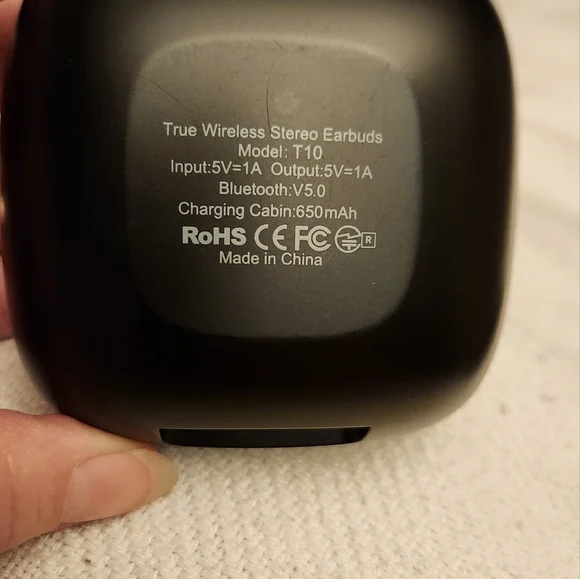 True Wireless Stereo Earbuds
Model: T10
Input:5V=1A Output:5V=1A
Bluetooth:V5.0
Charging Cabin:650mAh
RoHS CE FC R
Made in China